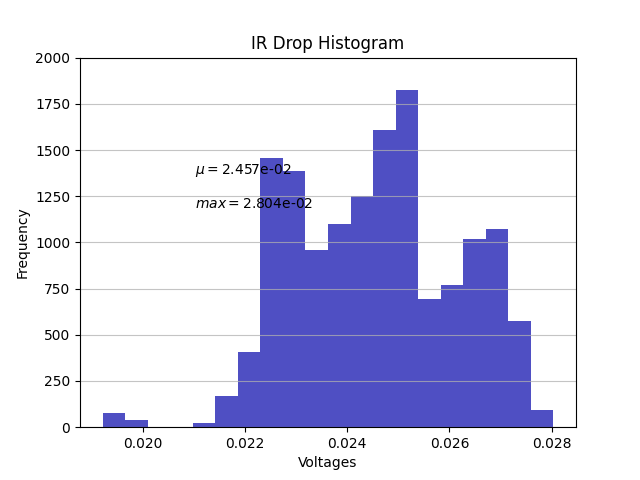 IR Drop Histogram
2000
1750
1500
1250
1000
750
500
250
0
Frequency
μ = 2.457e-02
max = 2.804e-02
0.020 0.022 0.024 0.026 0.028
Voltages